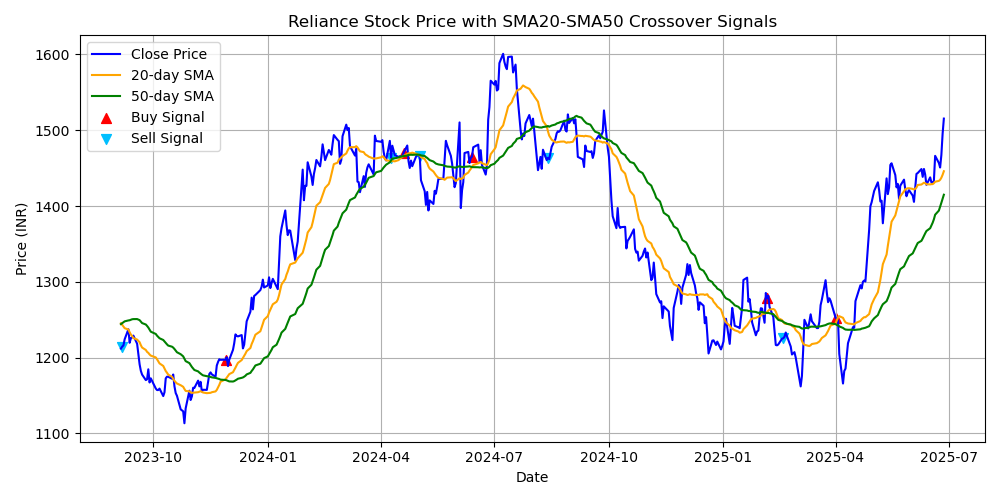 Reliance Stock Price with SMA20-SMA50 Crossover Signals
Close Price
20-day SMA
50-day SMA
Buy Signal
Sell Signal
Price (INR)
1600
1500
1400
1300
1200
1100
2023-10
2024-01
2024-04
2024-07
2024-10
2025-01
2025-04
2025-07
Date